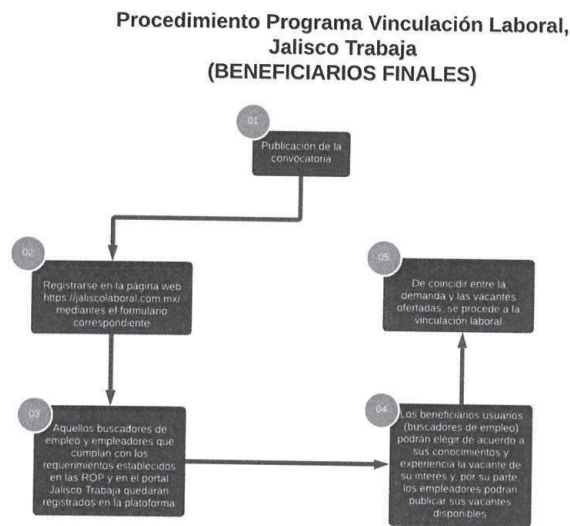 Procedimiento Programa Vinculación Laboral,
Jalisco Trabaja
(BENEFICIARIOS FINALES)
01
Publicación de la
convocatoria
02
Registrarse en la página web
https://jaliscolaboral.com.mx/
mediantes el formulario
correspondiente
03
Aquellos buscadores de
empleo y empleadores que
cumplan con los
requerimientos establecidos
en las ROP y en el portal
Jalisco Trabaja quedarán
registrados en la platoforma
04
Los beneficiarios usuarios
(buscadores de empleo)
podrán elegir de acuerdo a
sus conocimientos y
experiencia la vacante de
su interés y, por su parte,
los empleadores podrán
publicar sus vacantes
disponibles
05
De coincidir entre la
demanda y las vacantes
ofertadas, se procede a la
vinculación laboral